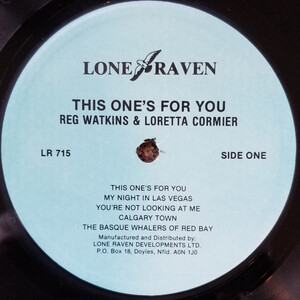 LONE RAVEN
THIS ONE'S FOR YOU
REG WATKINS & LORETTA CORMIER
LR 715 SIDE ONE
THIS ONE'S FOR YOU
MY NIGHT IN LAS VEGAS
YOU'RE NOT LOOKING AT ME
CALGARY TOWN
THE BASQUE WHALERS OF RED BAY
Manufactured and Distributed by:
LONE RAVEN DEVELOPMENTS LTD.
P.O. Box 18, Doyles, Nfld. A0N 1J0